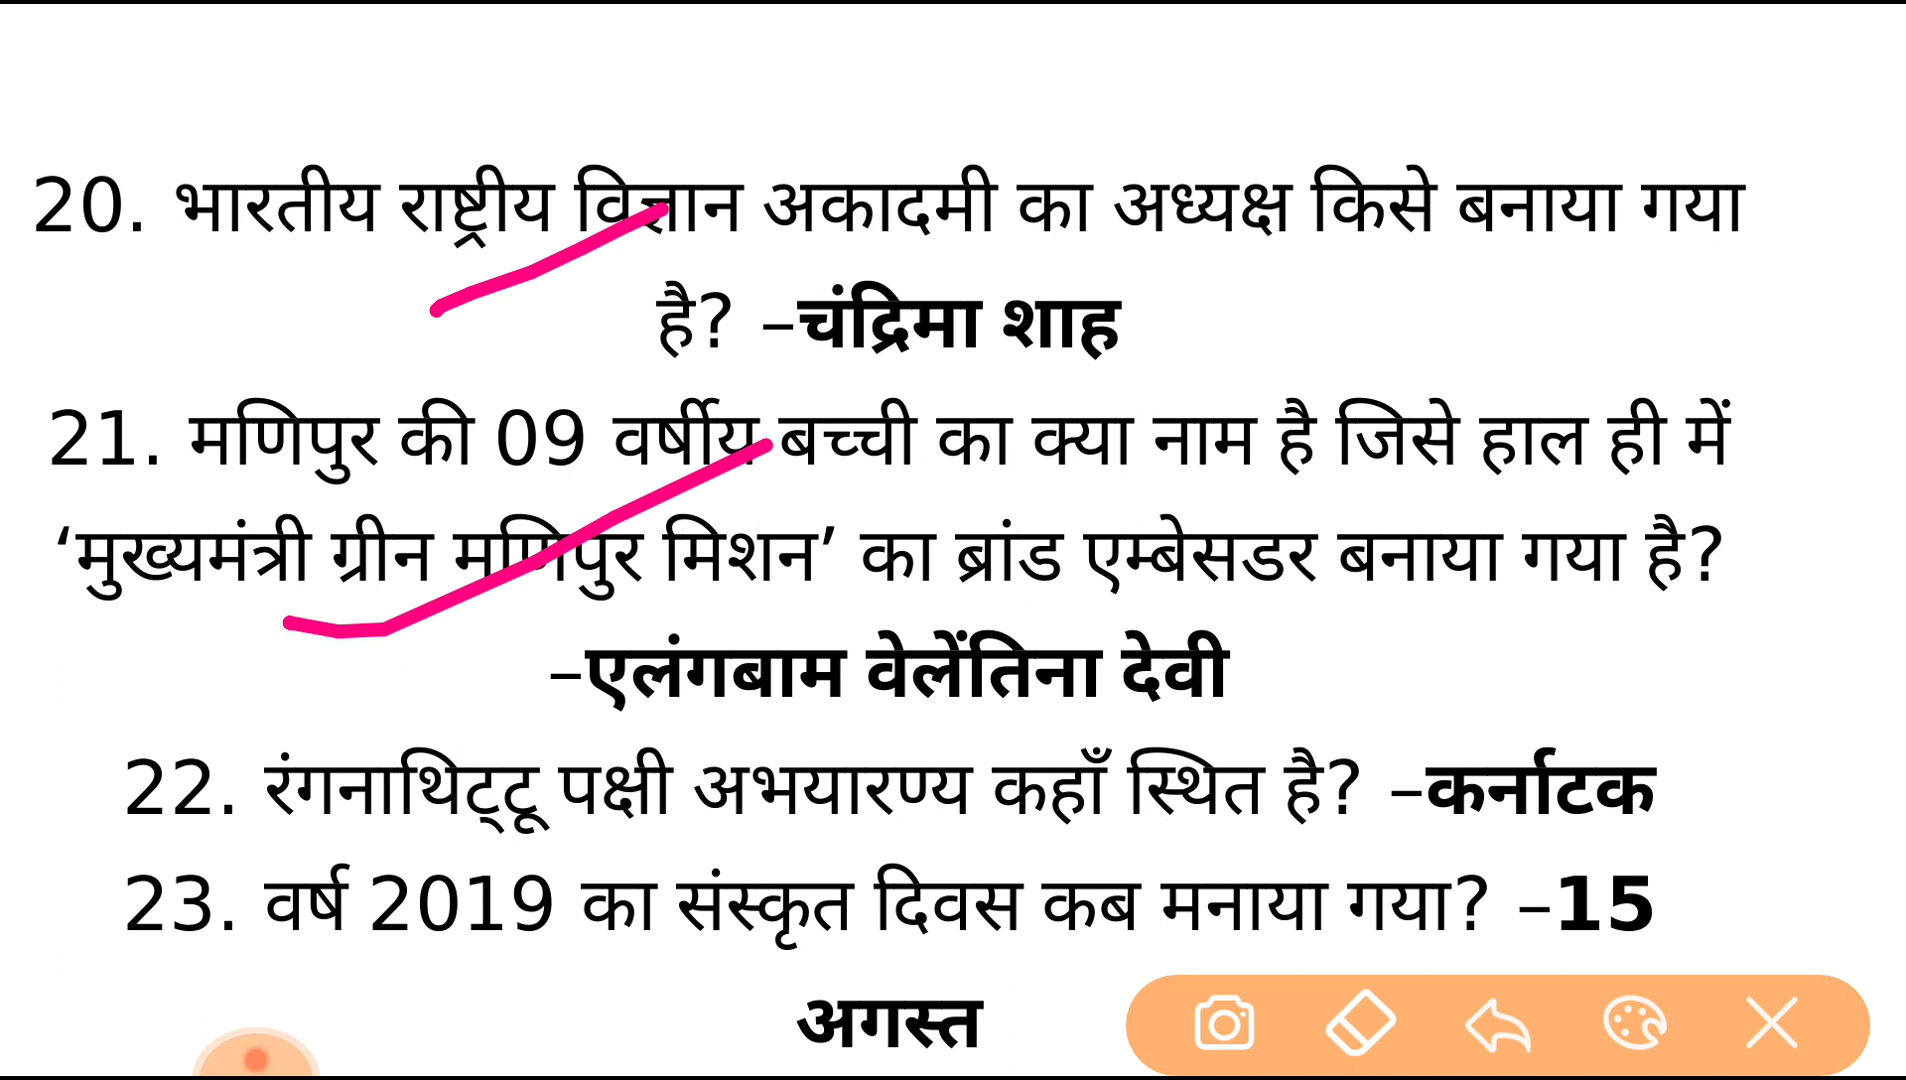 20. भारतीय राष्ट्रीय विज्ञान अकादमी का अध्यक्ष किसे बनाया गया
है? –चंद्रिमा शाह
21. मणिपुर की 09 वर्षीय बच्ची का क्या नाम है जिसे हाल ही में
‘मुख्यमंत्री ग्रीन मणिपुर मिशन’ का ब्रांड एम्बेसडर बनाया गया है?
–एलंगबाम वेलेंतिना देवी
22. रंगनाथिट्टू पक्षी अभयारण्य कहाँ स्थित है? –कर्नाटक
23. वर्ष 2019 का संस्कृत दिवस कब मनाया गया? –15
अगस्त